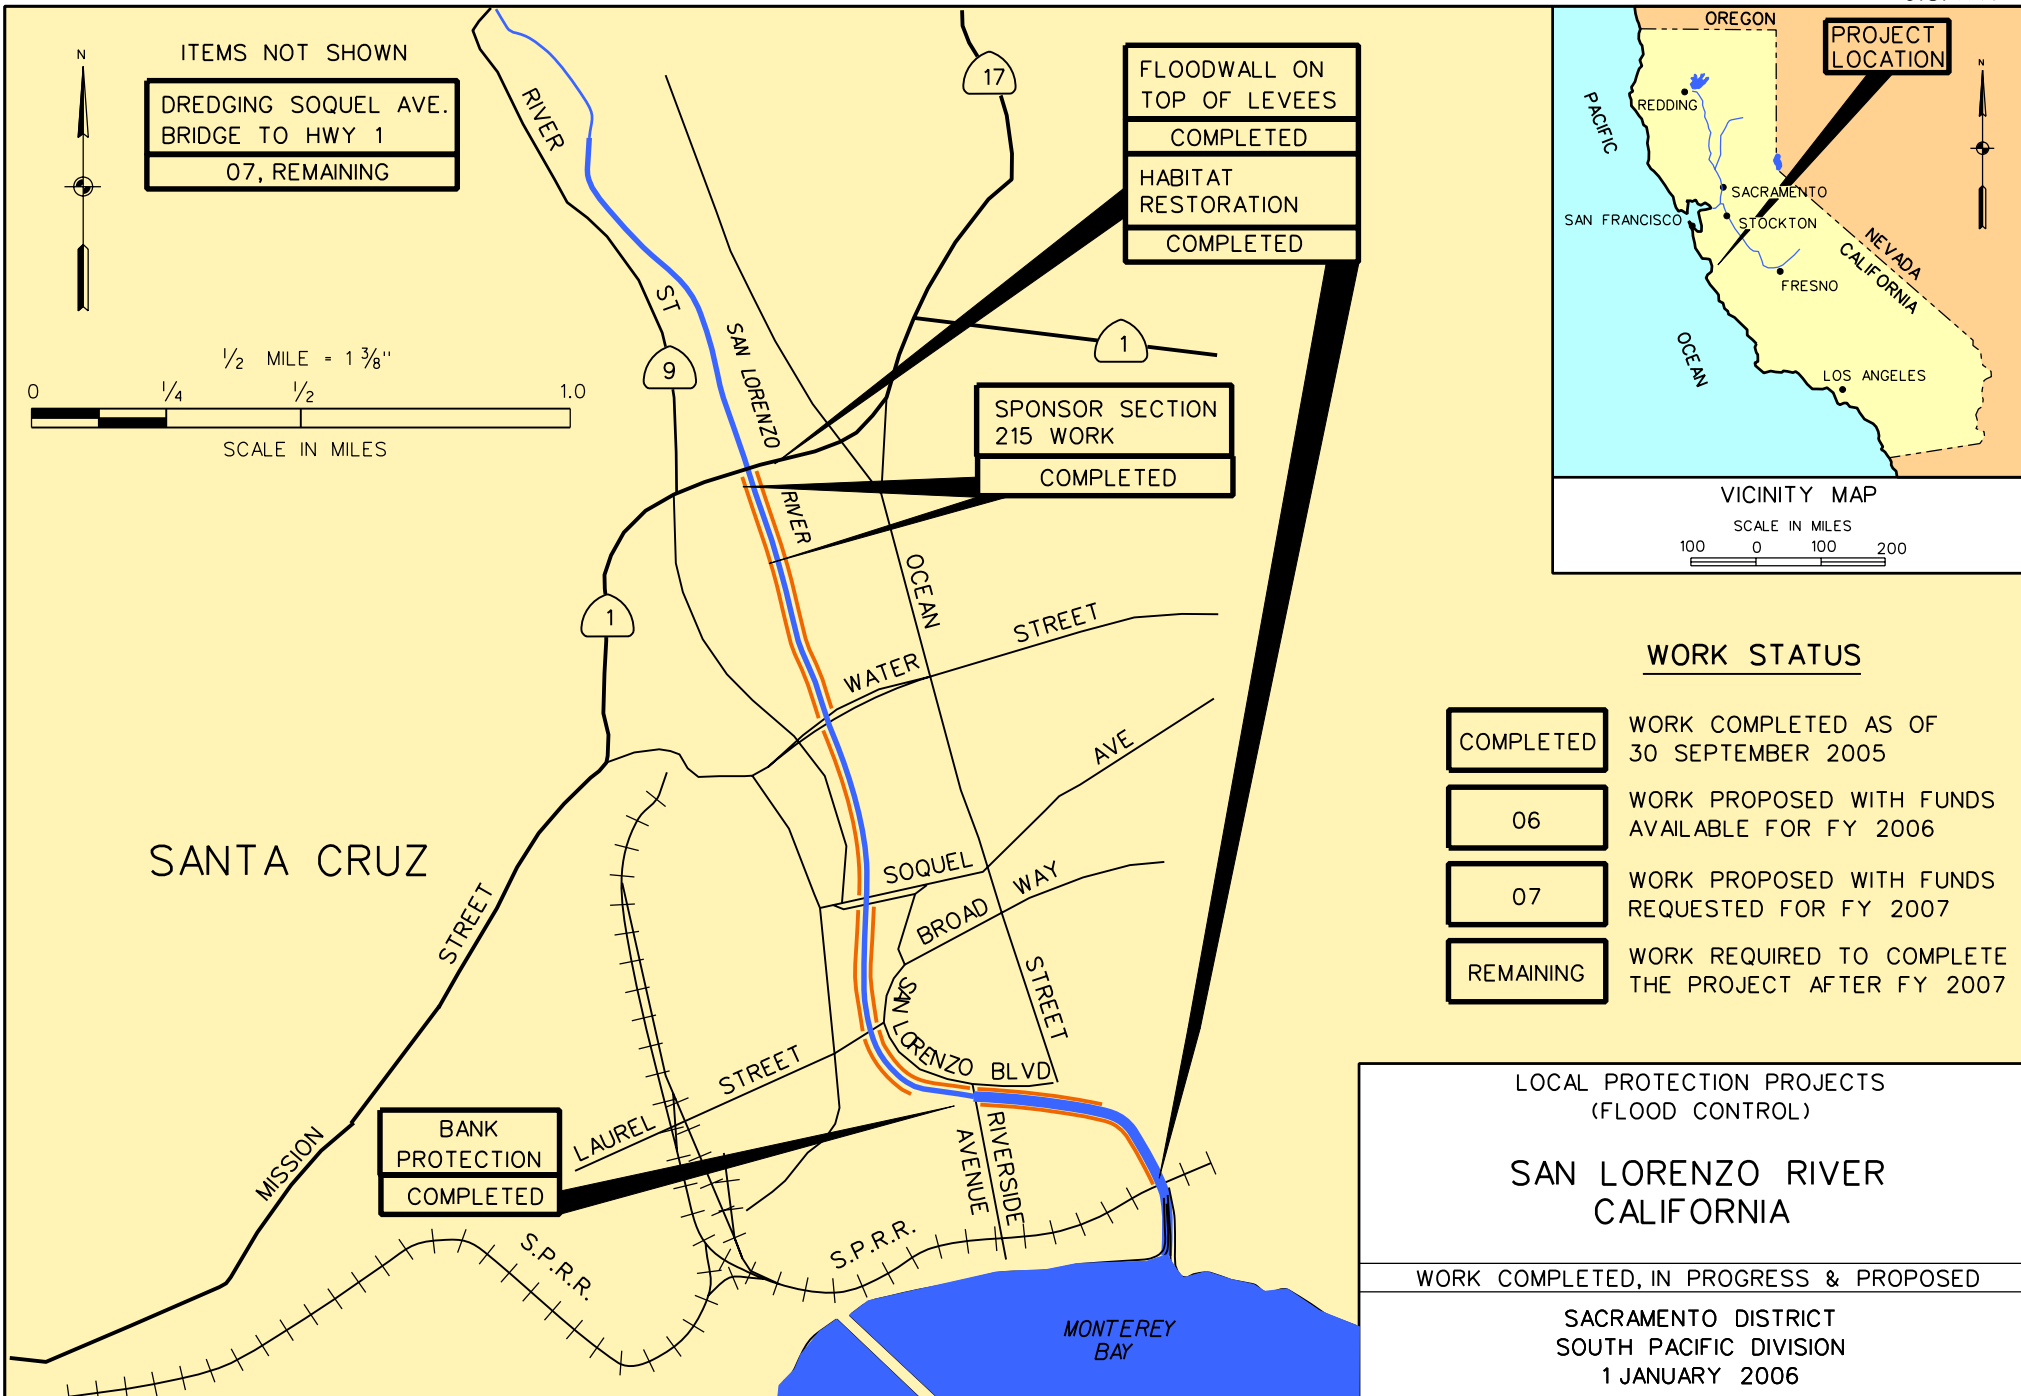 N
ITEMS NOT SHOWN
DREDGING SOQUEL AVE.
BRIDGE TO HWY 1
07, REMAINING
1/2 MILE = 1 3/8"
0 1/4 1/2 1.0
SCALE IN MILES
RIVER
ST
9
17
1
1
SAN LORENZO
RIVER
FLOODWALL ON
TOP OF LEVEES
COMPLETED
HABITAT
RESTORATION
COMPLETED
SPONSOR SECTION
215 WORK
COMPLETED
OCEAN
STREET
WATER
STREET
SOQUEL
AVE
BROAD
WAY
SAN LORENZO
BLVD
LAUREL
STREET
SANTA CRUZ
MISSION
STREET
BANK
PROTECTION
COMPLETED
RIVERSIDE
AVENUE
S.P.R.R.
S.P.R.R.
MONTEREY
BAY
OREGON
PROJECT
LOCATION
N
REDDING
PACIFIC
OCEAN
SACRAMENTO
SAN FRANCISCO
STOCKTON
NEVADA
CALIFORNIA
FRESNO
LOS ANGELES
VICINITY MAP
SCALE IN MILES
100 0 100 200
WORK STATUS
COMPLETED
WORK COMPLETED AS OF
30 SEPTEMBER 2005
06
WORK PROPOSED WITH FUNDS
AVAILABLE FOR FY 2006
07
WORK PROPOSED WITH FUNDS
REQUESTED FOR FY 2007
REMAINING
WORK REQUIRED TO COMPLETE
THE PROJECT AFTER FY 2007
LOCAL PROTECTION PROJECTS
(FLOOD CONTROL)
SAN LORENZO RIVER
CALIFORNIA
WORK COMPLETED, IN PROGRESS & PROPOSED
SACRAMENTO DISTRICT
SOUTH PACIFIC DIVISION
1 JANUARY 2006